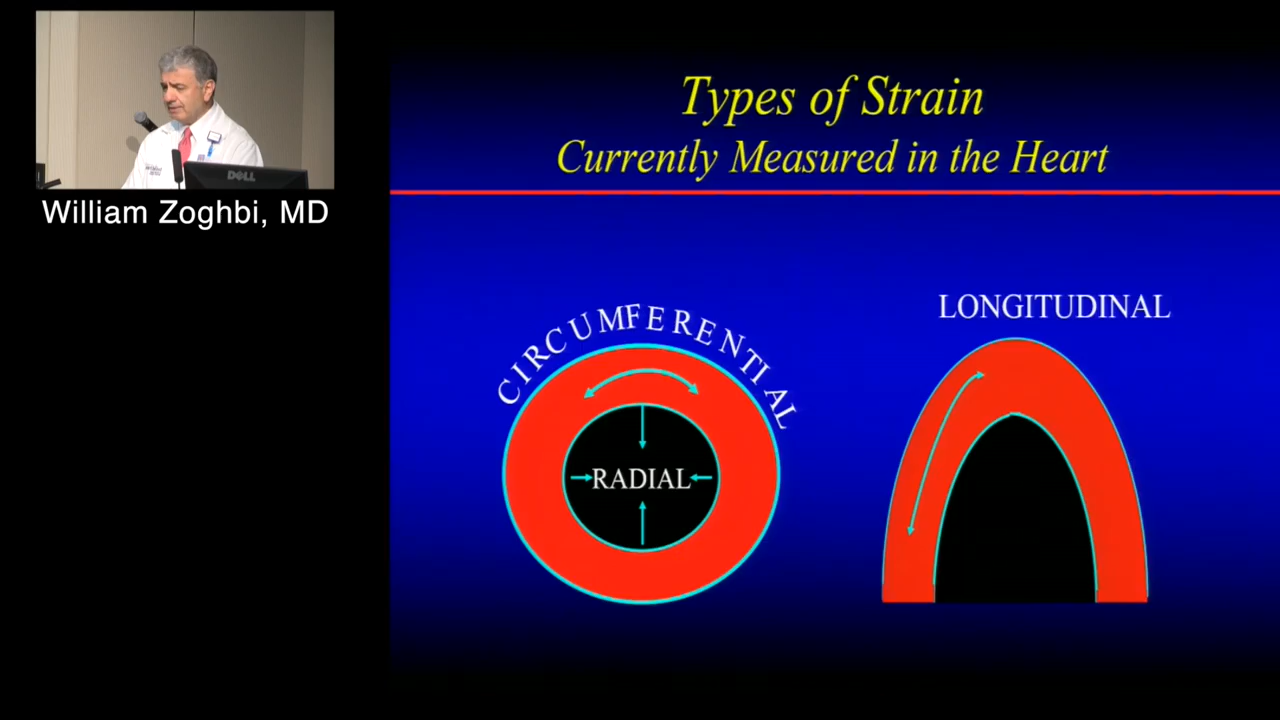 William Zoghbi, MD
Types of Strain
Currently Measured in the Heart
CIRCUMFERENTIAL
RADIAL
LONGITUDINAL
DELL